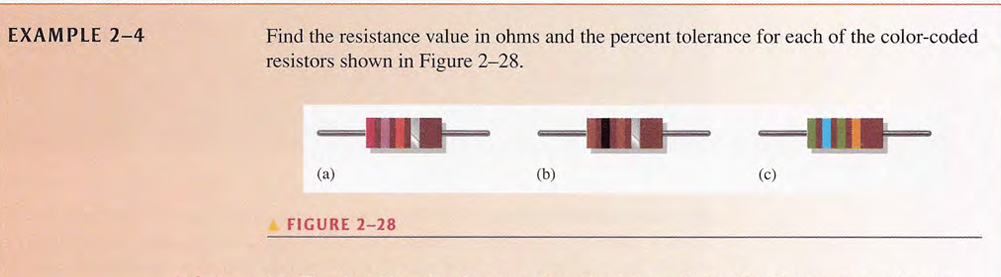 EXAMPLE 2–4
Find the resistance value in ohms and the percent tolerance for each of the color-coded
resistors shown in Figure 2–28.
(a)
(b)
(c)
FIGURE 2–28